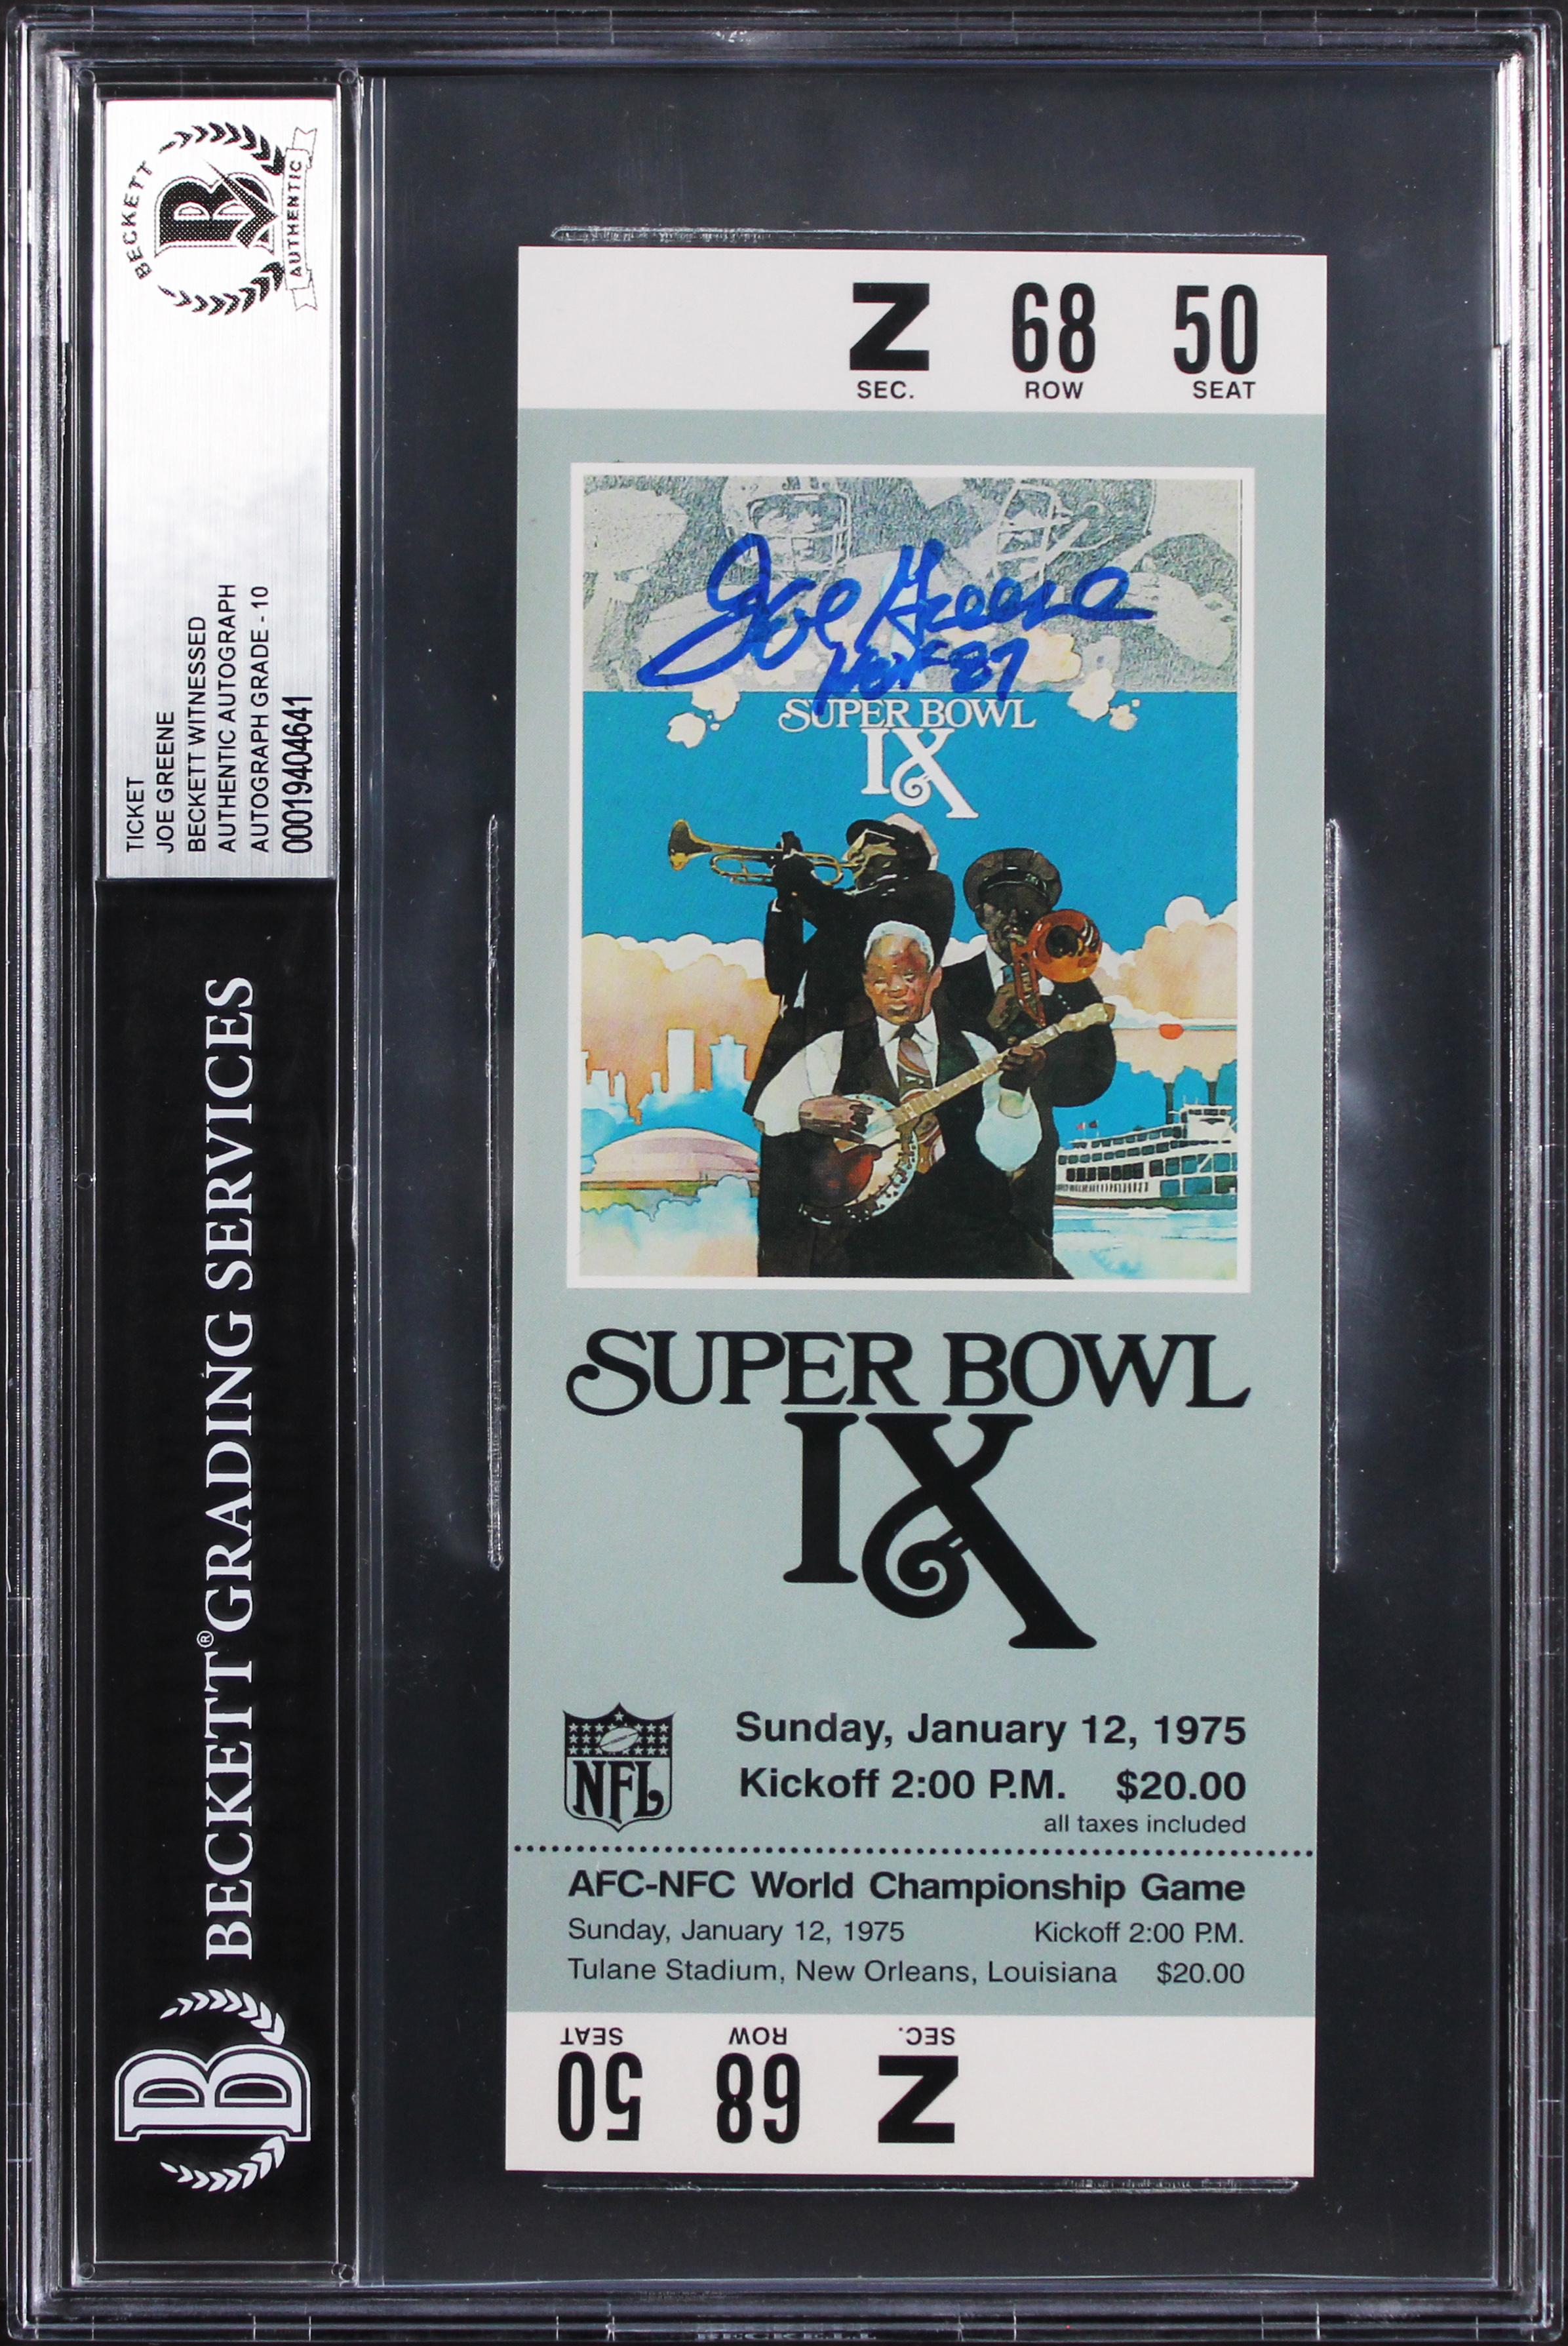 BECKETT
AUTHENTIC
TICKET
JOE GREENE
BECKETT WITNESSED
AUTHENTIC AUTOGRAPH
AUTOGRAPH GRADE - 10
0001940464​1
BECKETT® GRADING SERVICES
Z 68 50
SEC. ROW SEAT
Joe Greene
HOF 87
SUPER BOWL
IX
SUPER BOWL
IX
NFL
Sunday, January 12, 1975
Kickoff 2:00 P.M. $20.00
all taxes included
AFC-NFC World Championship Game
Sunday, January 12, 1975 Kickoff 2:00 P.M.
Tulane Stadium, New Orleans, Louisiana $20.00
Z 68 50
SEC. ROW SEAT
BECKETT